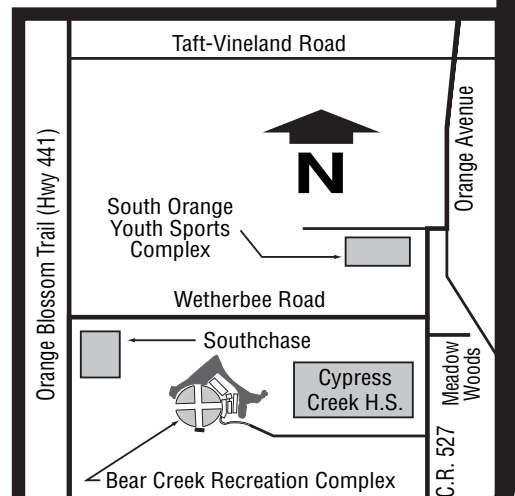 Taft-Vineland Road
Orange Blossom Trail (Hwy 441)
Orange Avenue
N
South Orange
Youth Sports
Complex
Wetherbee Road
Southchase
Meadow
Woods
Cypress
Creek H.S.
C.R. 527
Bear Creek Recreation Complex